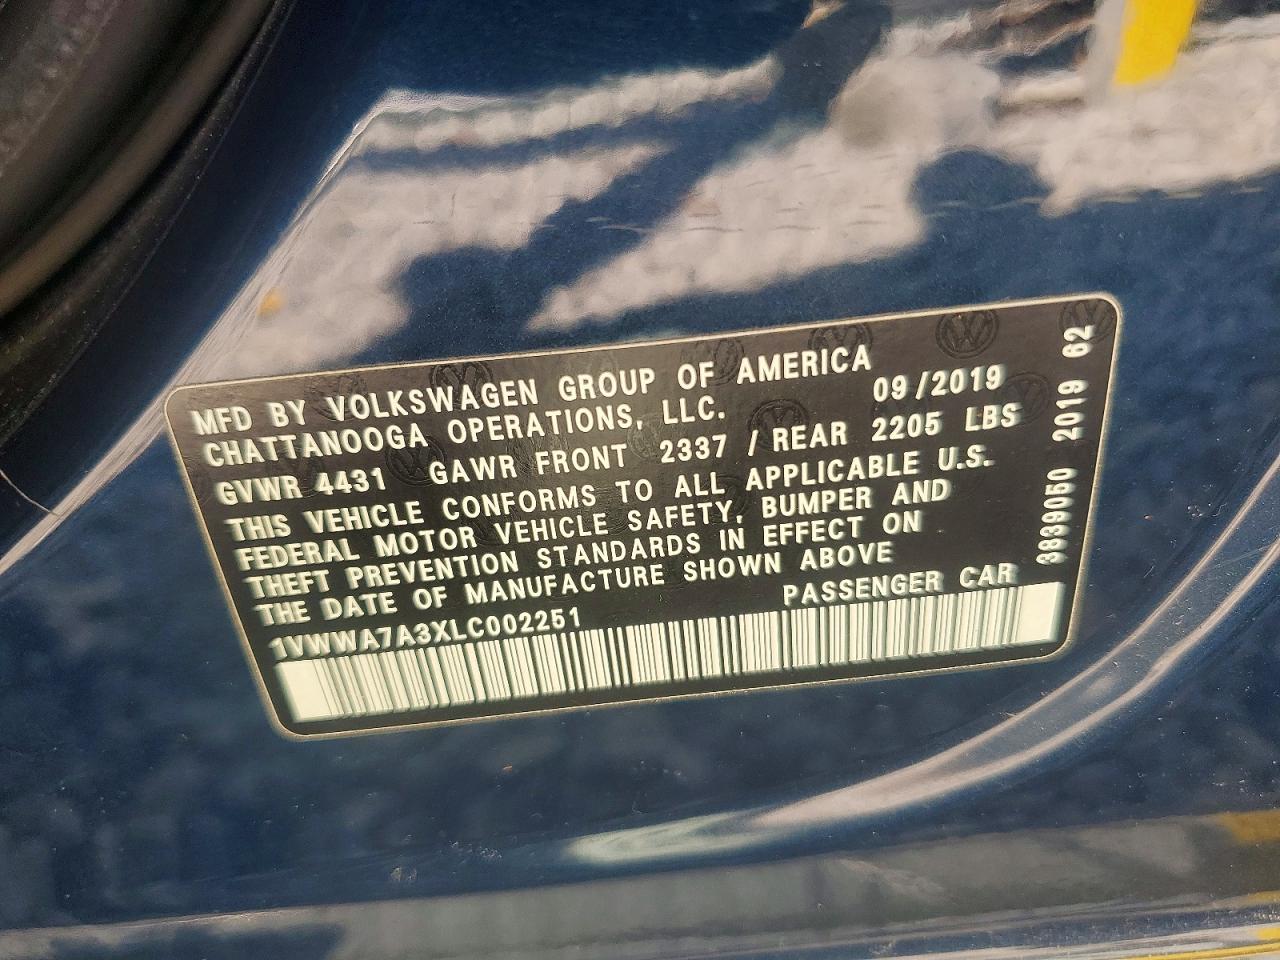 MFD BY VOLKSWAGEN GROUP OF AMERICA
CHATTANOOGA OPERATIONS, LLC. 09/2019
GVWR 4431 GAWR FRONT 2337 / REAR 2205 LBS
THIS VEHICLE CONFORMS TO ALL APPLICABLE U.S.
FEDERAL MOTOR VEHICLE SAFETY, BUMPER AND
THEFT PREVENTION STANDARDS IN EFFECT ON
THE DATE OF MANUFACTURE SHOWN ABOVE
1VWWA7A3XLC002251 PASSENGER CAR
3839050 2019 62